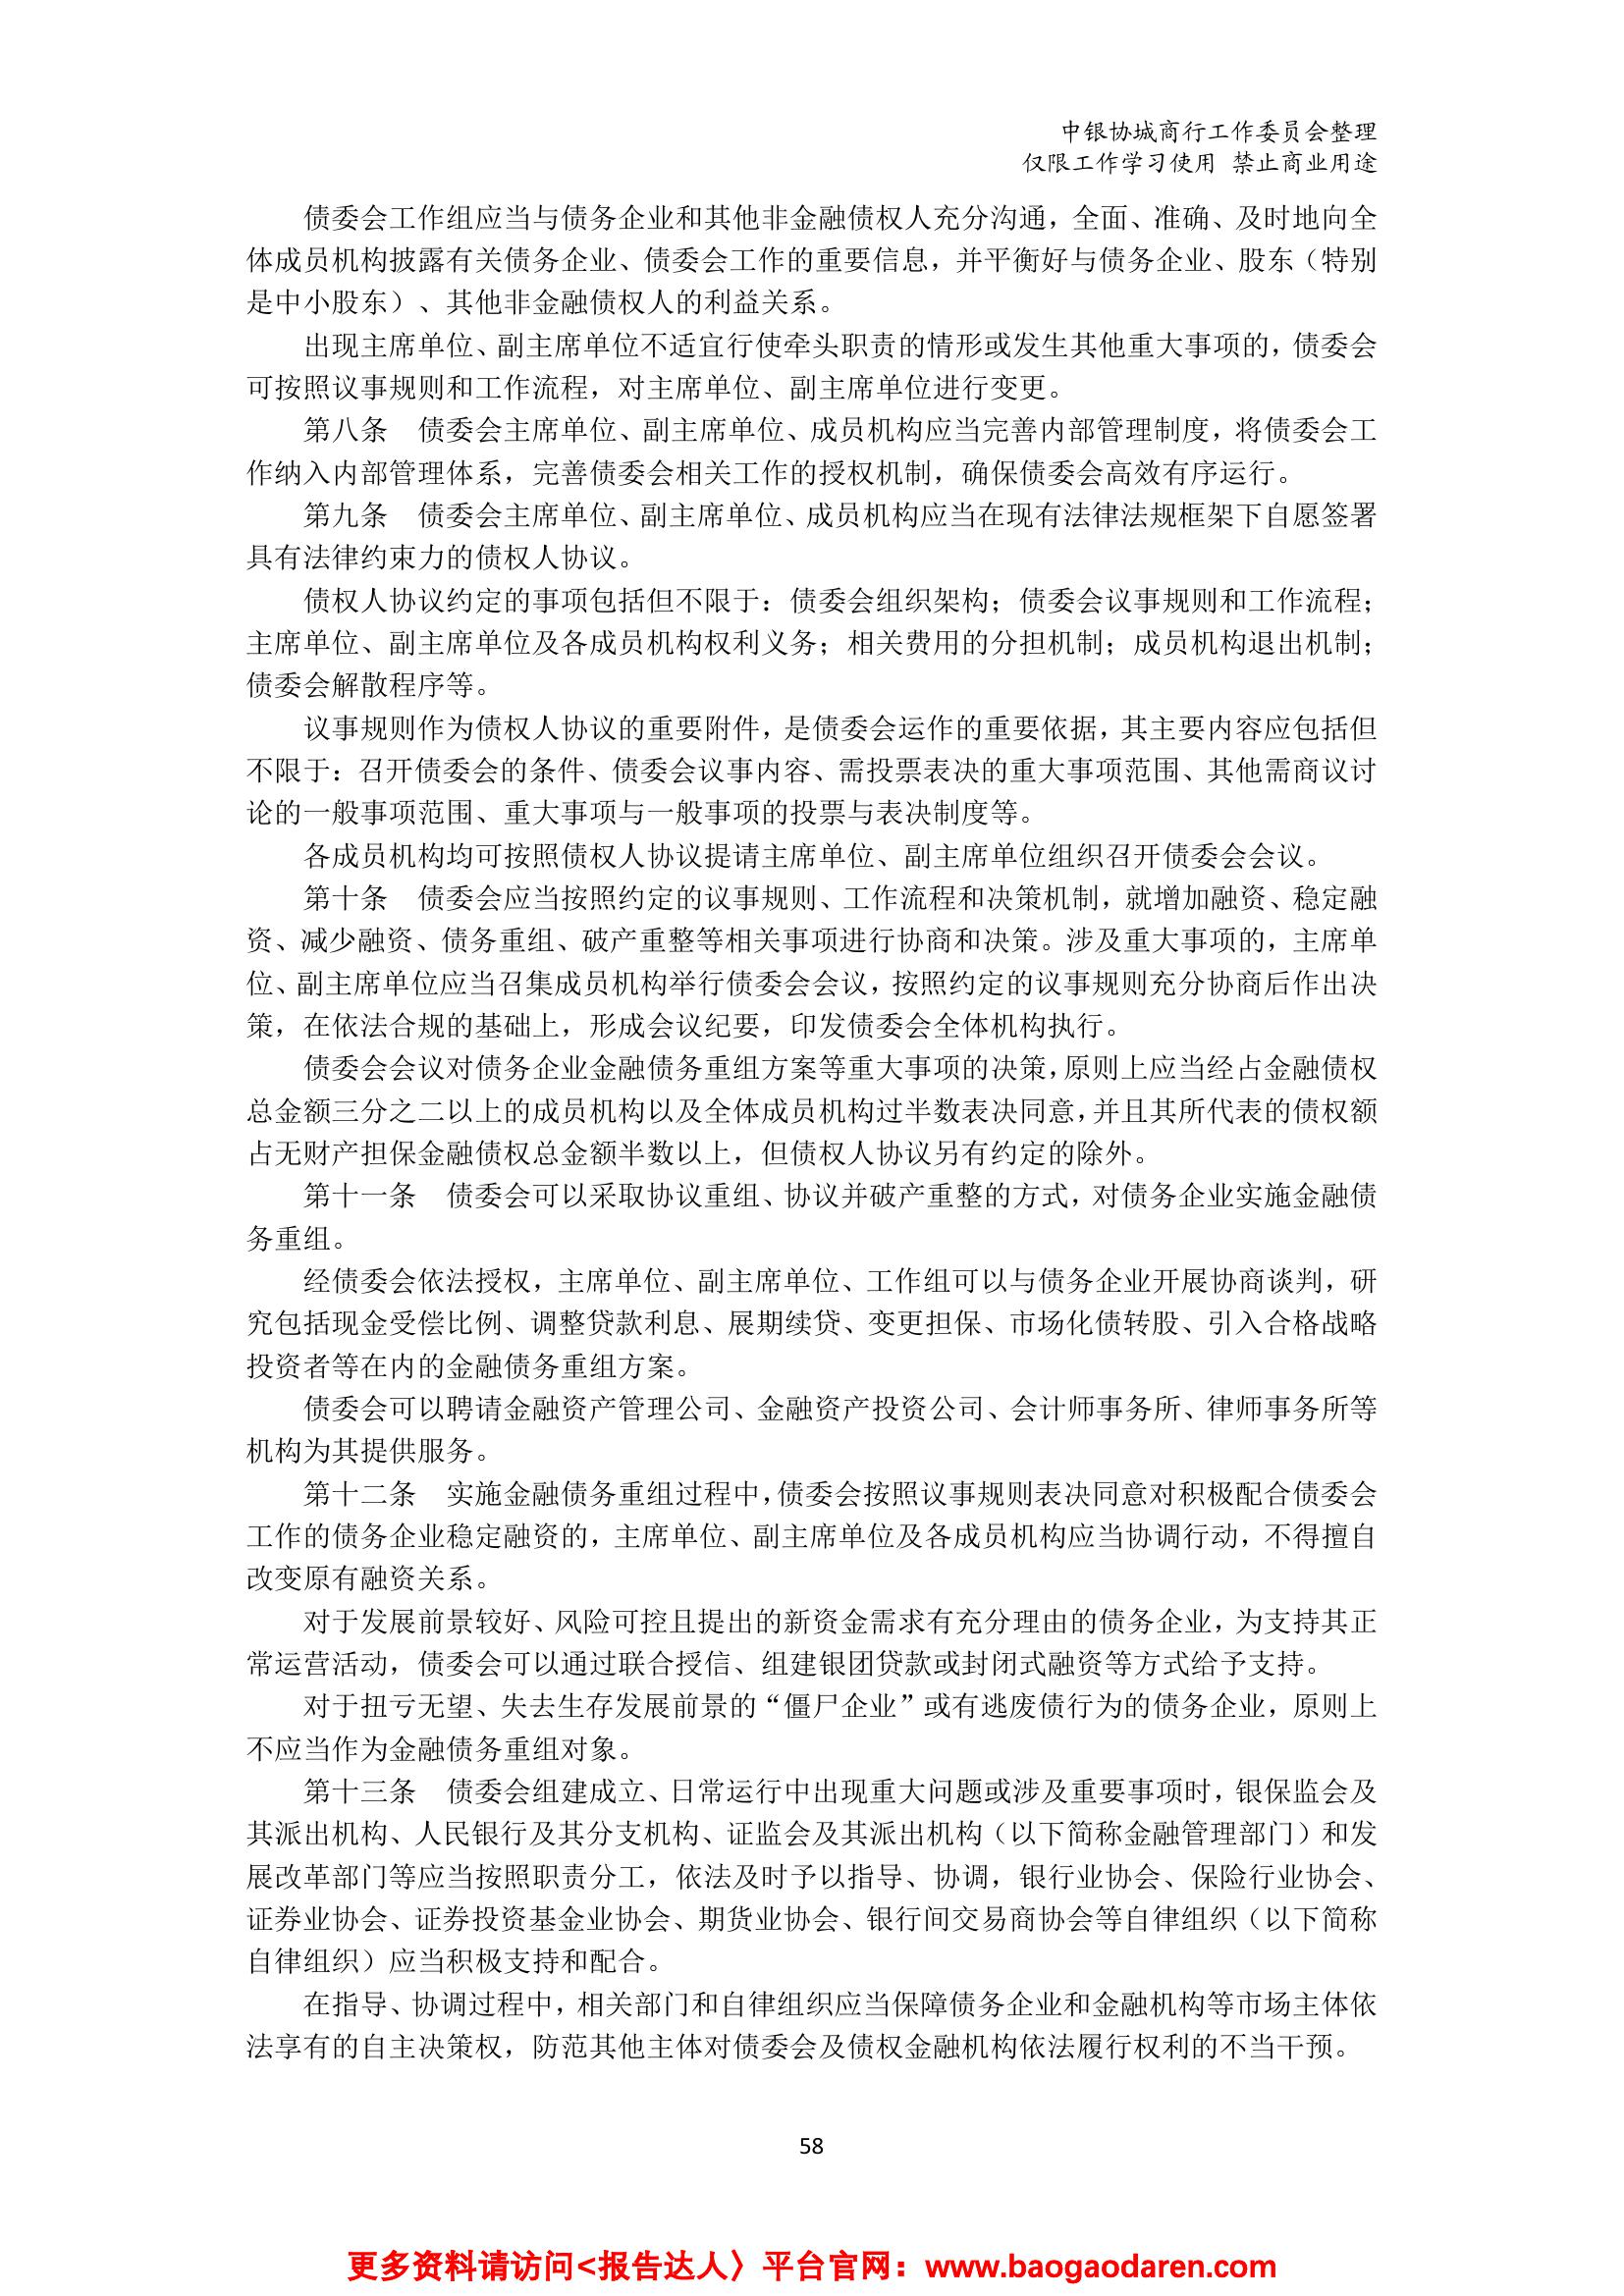 中银协城商行工作委员会整理
仅限工作学习使用 禁止商业用途
债委会工作组应当与债务企业和其他非金融债权人充分沟通，全面、准确、及时地向全
体成员机构披露有关债务企业、债委会工作的重要信息，并平衡好与债务企业、股东（特别
是中小股东）、其他非金融债权人的利益关系。
出现主席单位、副主席单位不适宜行使牵头职责的情形或发生其他重大事项的，债委会
可按照议事规则和工作流程，对主席单位、副主席单位进行变更。
第八条　债委会主席单位、副主席单位、成员机构应当完善内部管理制度，将债委会工
作纳入内部管理体系，完善债委会相关工作的授权机制，确保债委会高效有序运行。
第九条　债委会主席单位、副主席单位、成员机构应当在现有法律法规框架下自愿签署
具有法律约束力的债权人协议。
债权人协议约定的事项包括但不限于：债委会组织架构；债委会议事规则和工作流程；
主席单位、副主席单位及各成员机构权利义务；相关费用的分担机制；成员机构退出机制；
债委会解散程序等。
议事规则作为债权人协议的重要附件，是债委会运作的重要依据，其主要内容应包括但
不限于：召开债委会的条件、债委会议事内容、需投票表决的重大事项范围、其他需商议讨
论的一般事项范围、重大事项与一般事项的投票与表决制度等。
各成员机构均可按照债权人协议提请主席单位、副主席单位组织召开债委会会议。
第十条　债委会应当按照约定的议事规则、工作流程和决策机制，就增加融资、稳定融
资、减少融资、债务重组、破产重整等相关事项进行协商和决策。涉及重大事项的，主席单
位、副主席单位应当召集成员机构举行债委会会议，按照约定的议事规则充分协商后作出决
策，在依法合规的基础上，形成会议纪要，印发债委会全体机构执行。
债委会会议对债务企业金融债务重组方案等重大事项的决策，原则上应当经占金融债权
总金额三分之二以上的成员机构以及全体成员机构过半数表决同意，并且其所代表的债权额
占无财产担保金融债权总金额半数以上，但债权人协议另有约定的除外。
第十一条　债委会可以采取协议重组、协议并破产重整的方式，对债务企业实施金融债
务重组。
经债委会依法授权，主席单位、副主席单位、工作组可以与债务企业开展协商谈判，研
究包括现金受偿比例、调整贷款利息、展期续贷、变更担保、市场化债转股、引入合格战略
投资者等在内的金融债务重组方案。
债委会可以聘请金融资产管理公司、金融资产投资公司、会计师事务所、律师事务所等
机构为其提供服务。
第十二条　实施金融债务重组过程中，债委会按照议事规则表决同意对积极配合债委会
工作的债务企业稳定融资的，主席单位、副主席单位及各成员机构应当协调行动，不得擅自
改变原有融资关系。
对于发展前景较好、风险可控且提出的新资金需求有充分理由的债务企业，为支持其正
常运营活动，债委会可以通过联合授信、组建银团贷款或封闭式融资等方式给予支持。
对于扭亏无望、失去生存发展前景的“僵尸企业”或有逃废债行为的债务企业，原则上
不应当作为金融债务重组对象。
第十三条　债委会组建成立、日常运行中出现重大问题或涉及重要事项时，银保监会及
其派出机构、人民银行及其分支机构、证监会及其派出机构（以下简称金融管理部门）和发
展改革部门等应当按照职责分工，依法及时予以指导、协调，银行业协会、保险行业协会、
证券业协会、证券投资基金业协会、期货业协会、银行间交易商协会等自律组织（以下简称
自律组织）应当积极支持和配合。
在指导、协调过程中，相关部门和自律组织应当保障债务企业和金融机构等市场主体依
法享有的自主决策权，防范其他主体对债委会及债权金融机构依法履行权利的不当干预。
58
更多资料请访问<报告达人〉平台官网：www.baogaodaren.com